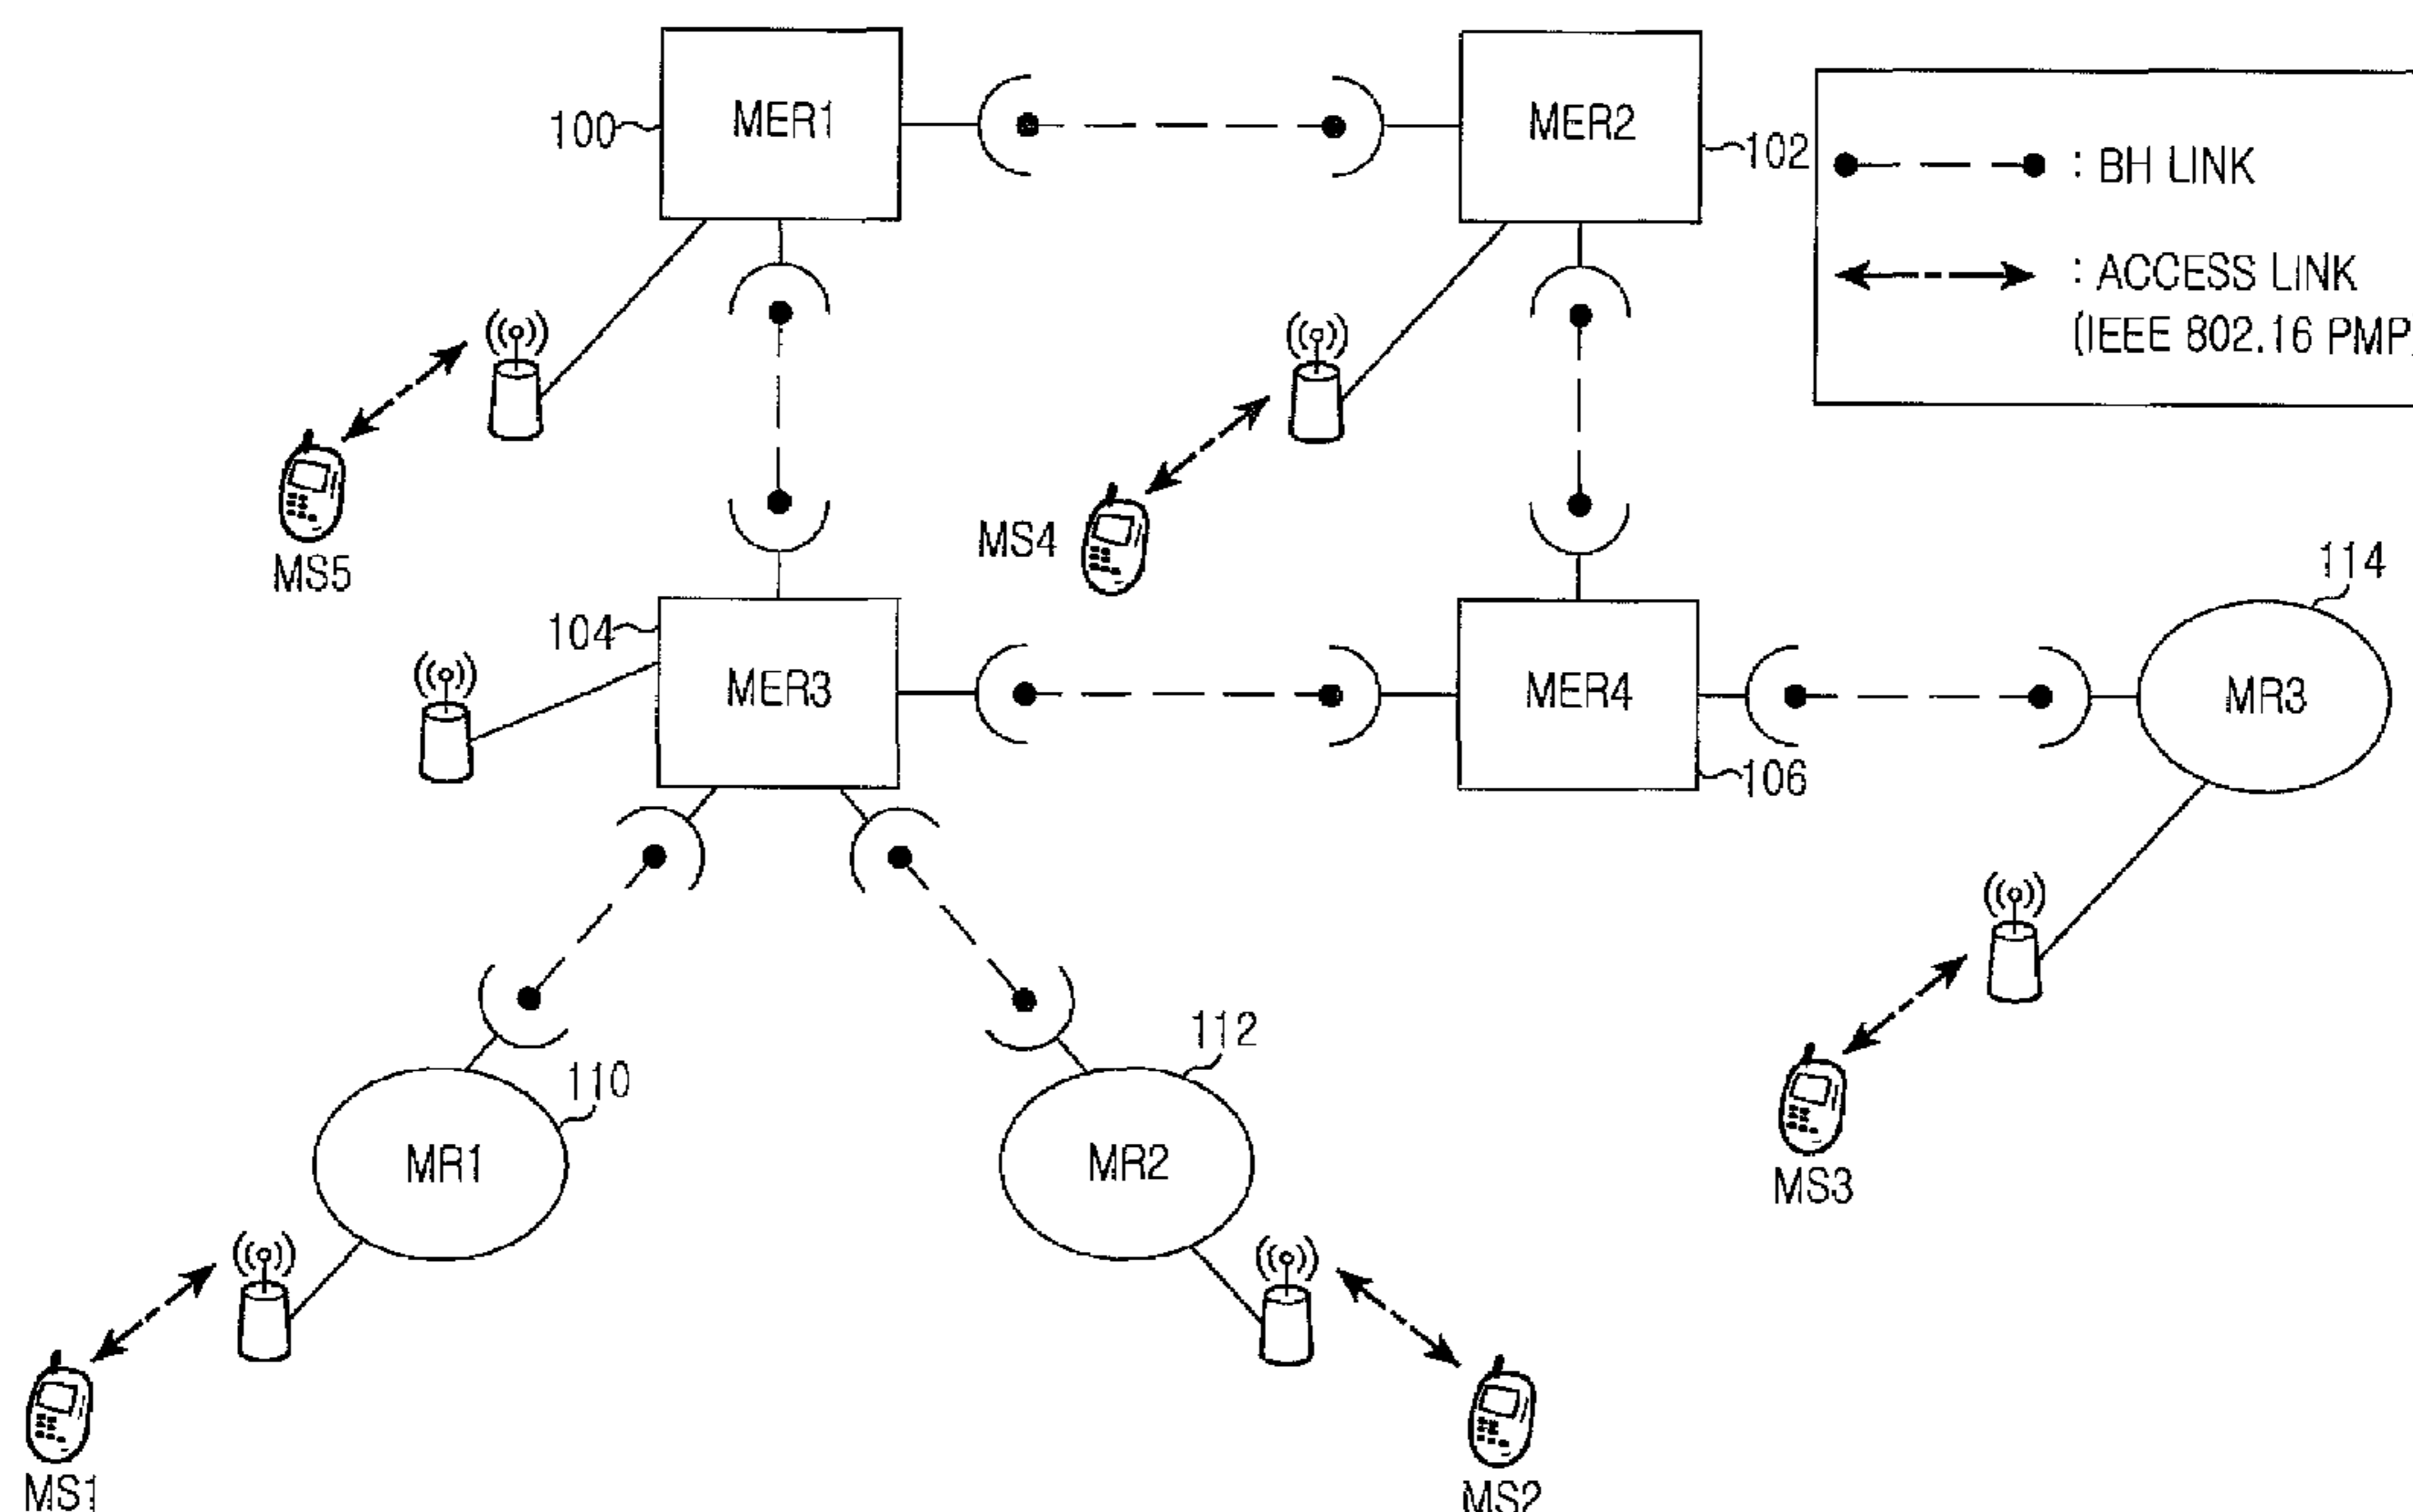 MER1
MER2
100
102
: BH LINK
: ACCESS LINK
(IEEE 802.16 PMP)
MS5
MS4
114
104
MER3
MER4
MR3
106
112
110
MR1
MR2
MS3
MS1
MS2